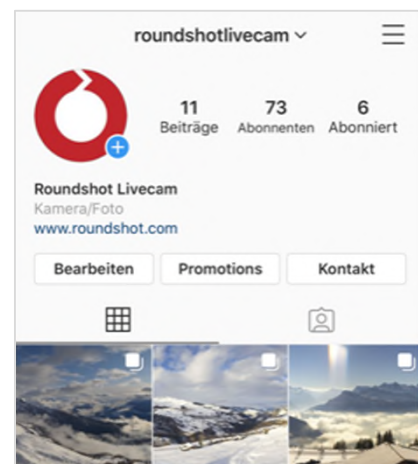 roundshotlivecam
11 73 6
Beiträge Abonnenten Abonniert
Roundshot Livecam
Kamera/Foto
www.roundshot.com
Bearbeiten Promotions Kontakt